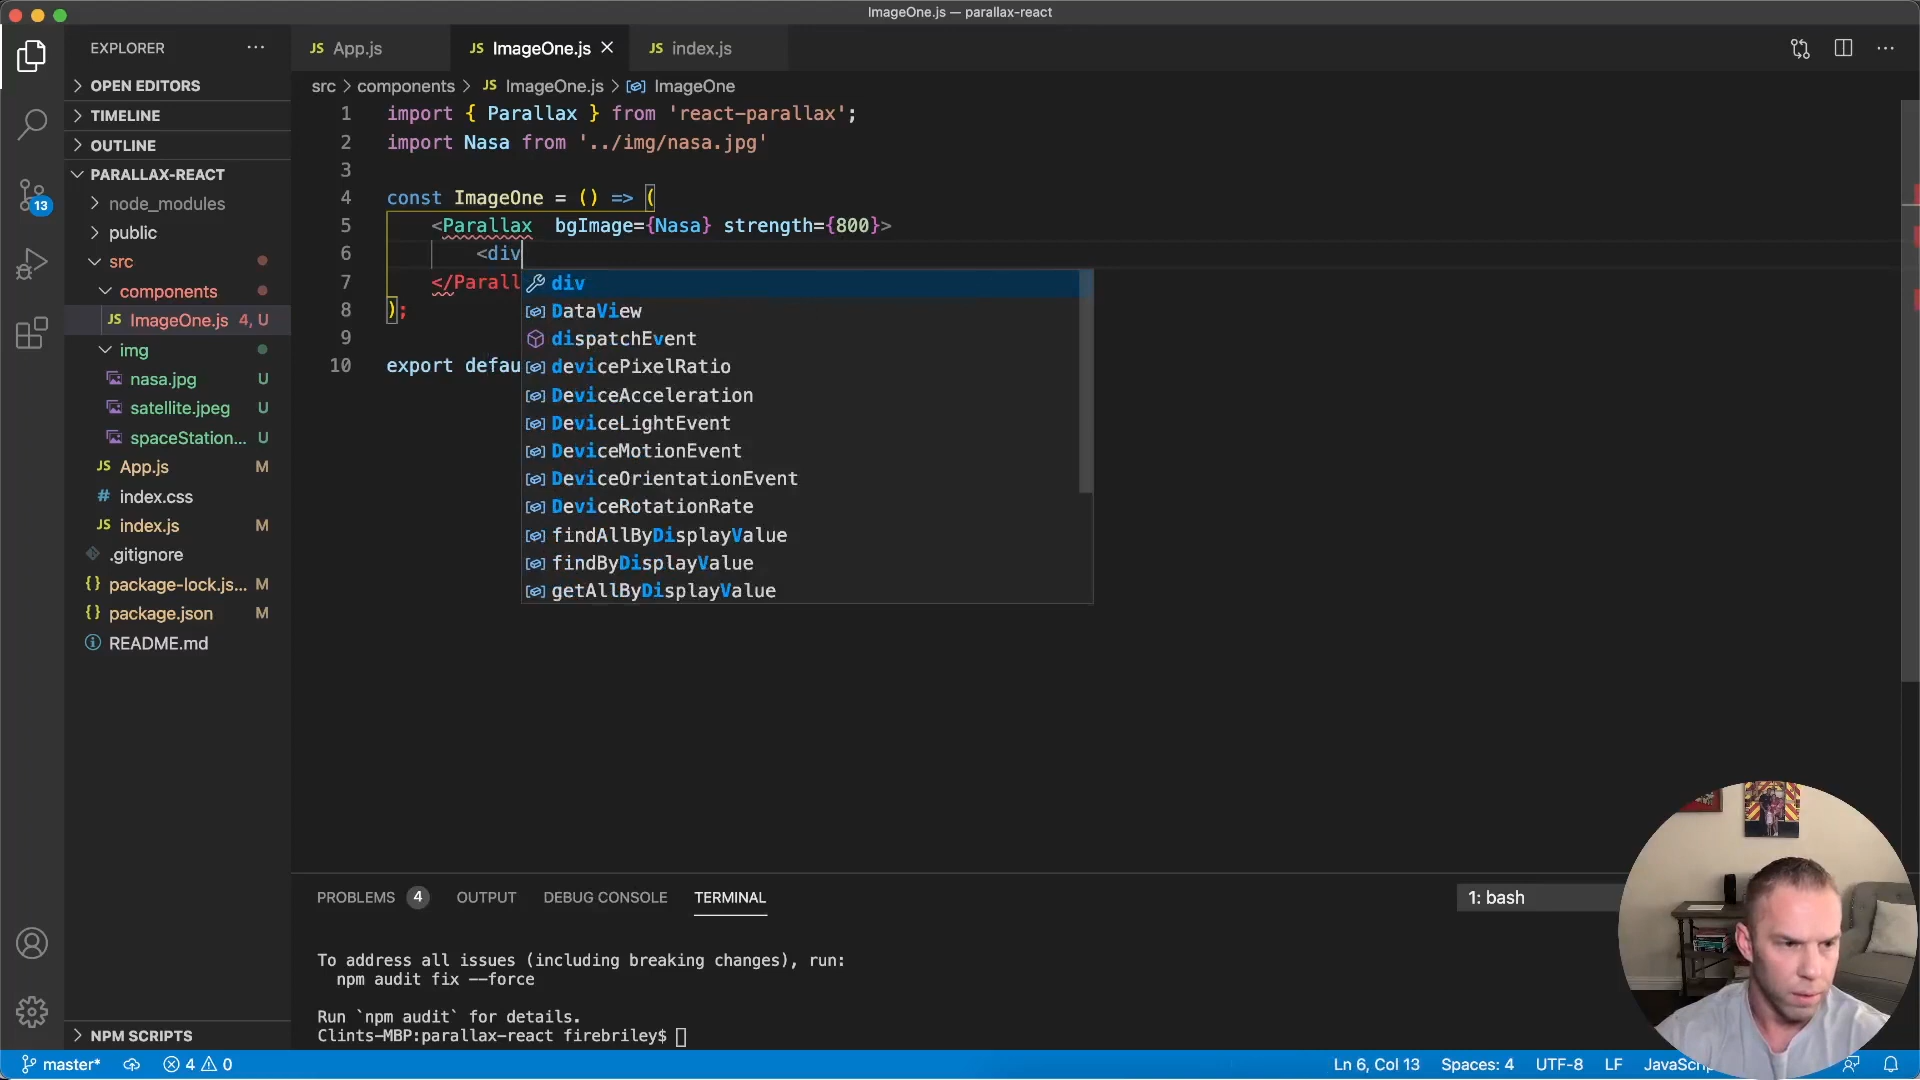 ImageOne.js — parallax-react
EXPLORER
OPEN EDITORS
TIMELINE
OUTLINE
PARALLAX-REACT
node_modules
public
src
components
JS ImageOne.js 4, U
img
nasa.jpg U
satellite.jpeg U
spaceStation... U
JS App.js M
# index.css
JS index.js M
.gitignore
{} package-lock.js... M
{} package.json M
README.md
NPM SCRIPTS
13
JS App.js
JS ImageOne.js
JS index.js
src > components > JS ImageOne.js > ImageOne
1 import { Parallax } from 'react-parallax';
2 import Nasa from '../img/nasa.jpg'
3
4 const ImageOne = () => (
5 <Parallax  bgImage={Nasa} strength={800}>
6 <div
7 </Parall
8 );
9
10 export defau
div
DataView
dispatchEvent
devicePixelRatio
DeviceAcceleration
DeviceLightEvent
DeviceMotionEvent
DeviceOrientationEvent
DeviceRotationRate
findAllByDisplayValue
findByDisplayValue
getAllByDisplayValue
PROBLEMS 4 OUTPUT DEBUG CONSOLE TERMINAL
1: bash
To address all issues (including breaking changes), run:
npm audit fix --force
Run `npm audit` for details.
Clints-MBP:parallax-react firebriley$
master* 4 0
Ln 6, Col 13 Spaces: 4 UTF-8 LF